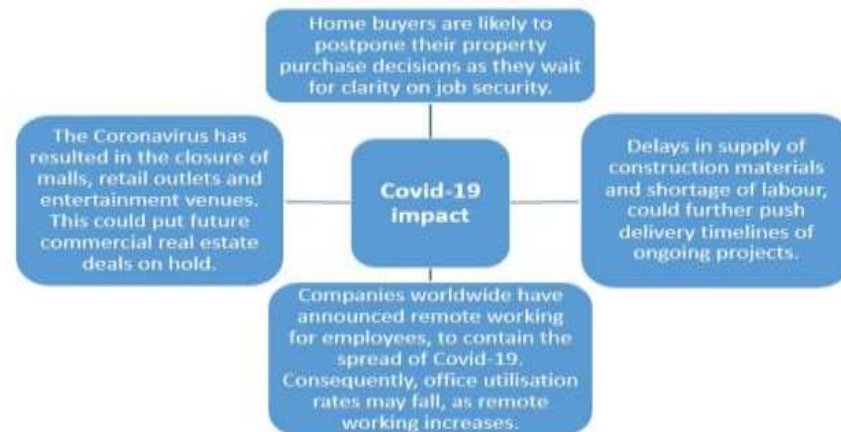 Home buyers are likely to
postpone their property
purchase decisions as they wait
for clarity on job security.
The Coronavirus has
resulted in the closure of
malls, retail outlets and
entertainment venues.
This could put future
commercial real estate
deals on hold.
Covid-19
impact
Delays in supply of
construction materials
and shortage of labour,
could further push
delivery timelines of
ongoing projects.
Companies worldwide have
announced remote working
for employees, to contain the
spread of Covid-19.
Consequently, office utilisation
rates may fall, as remote
working increases.